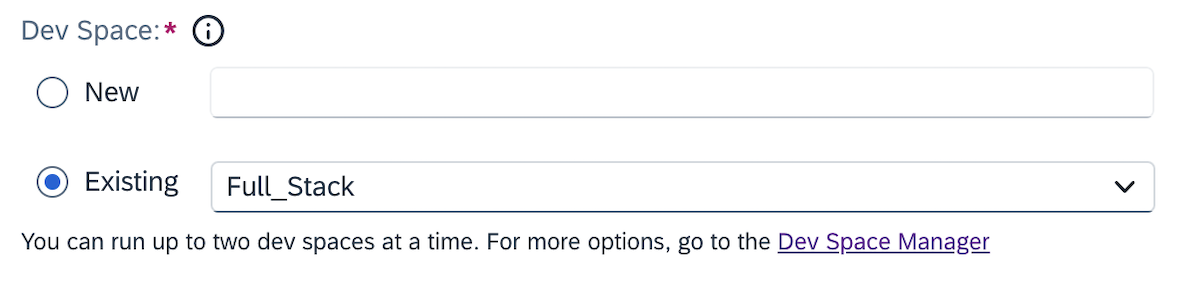 Dev Space:*
New
Existing Full_Stack
You can run up to two dev spaces at a time. For more options, go to the Dev Space Manager